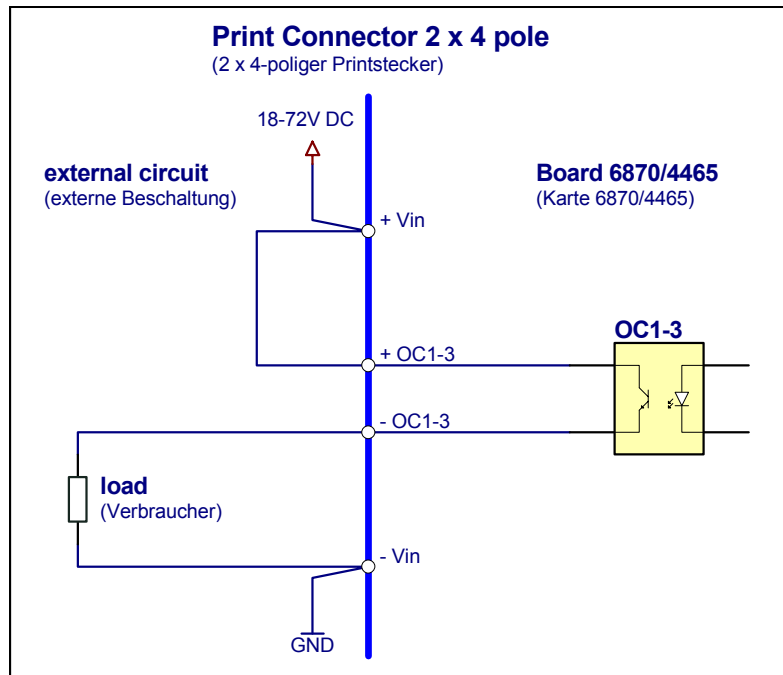 Print Connector 2 x 4 pole
(2 x 4-poliger Printstecker)
18-72V DC
external circuit
(externe Beschaltung)
Board 6870/4465
(Karte 6870/4465)
+ Vin
OC1-3
+ OC1-3
- OC1-3
load
(Verbraucher)
- Vin
GND